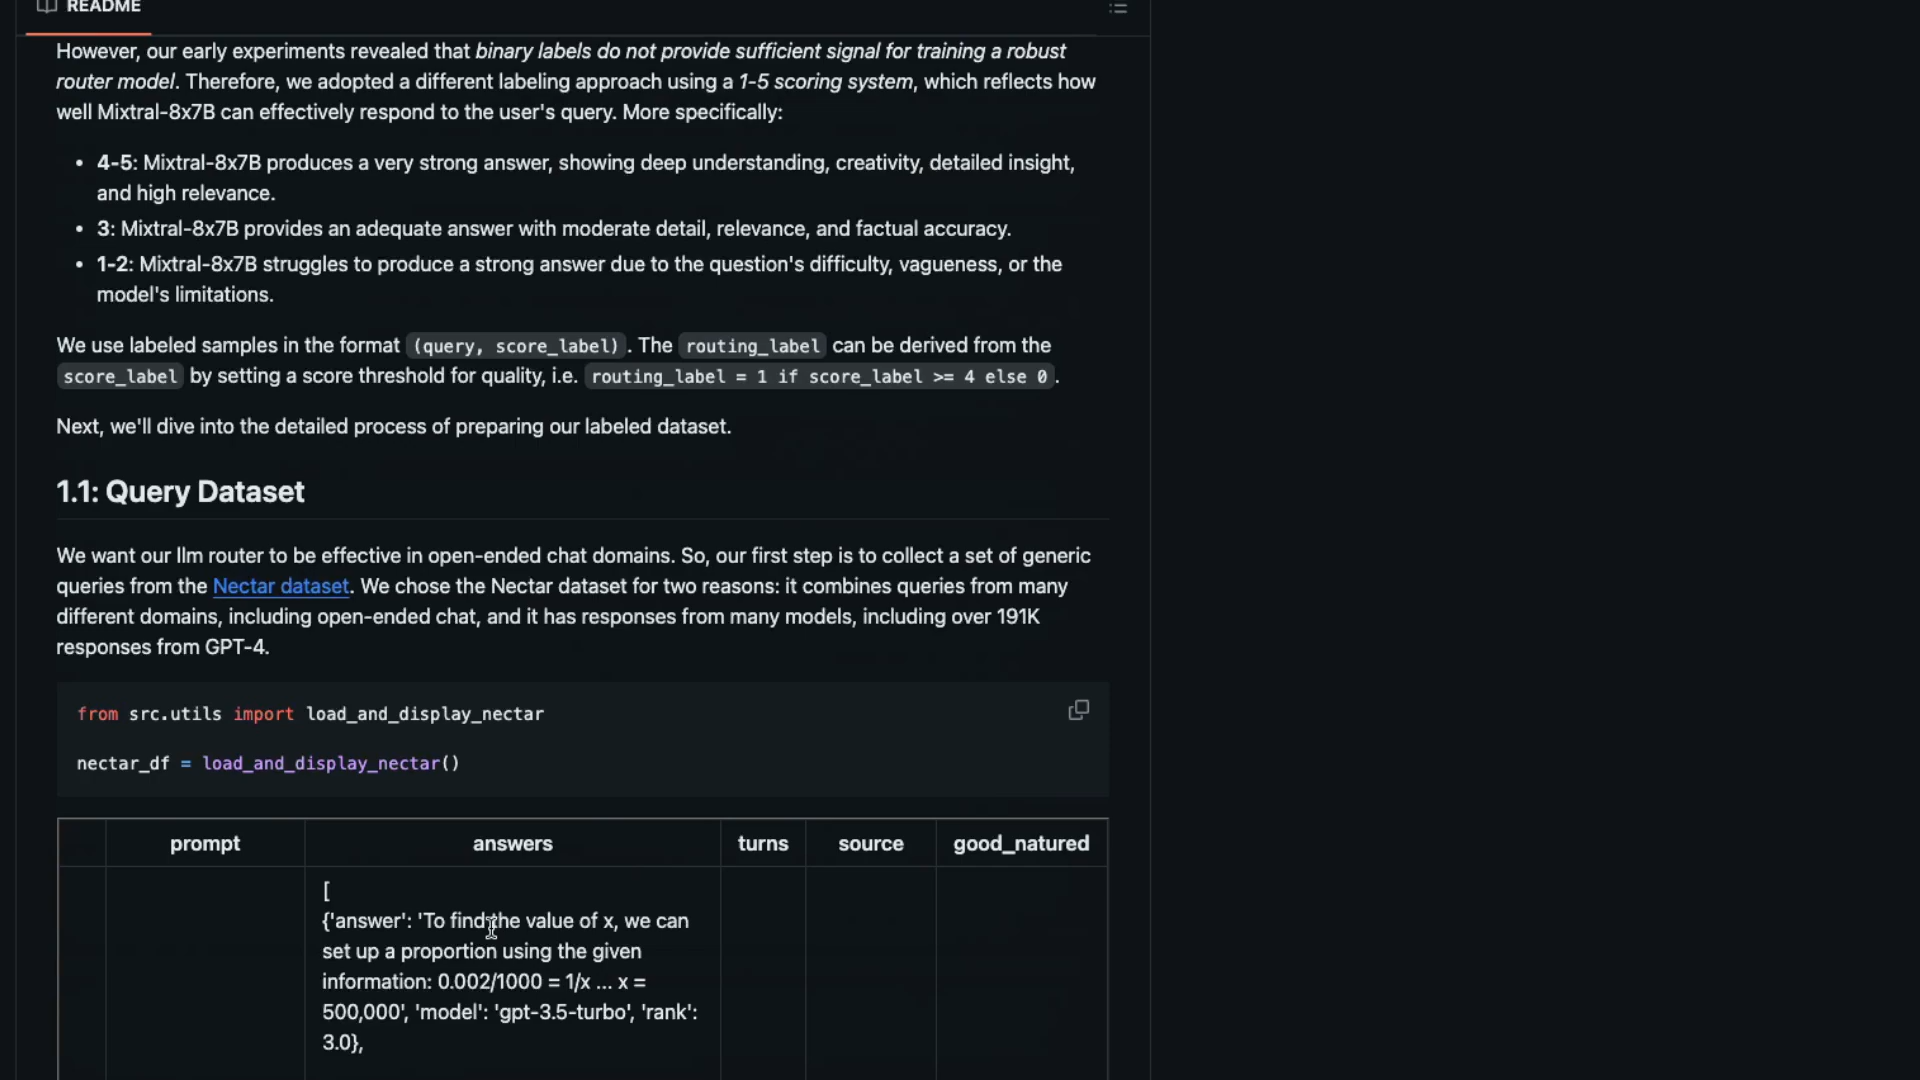 README
However, our early experiments revealed that binary labels do not provide sufficient signal for training a robust
router model. Therefore, we adopted a different labeling approach using a 1-5 scoring system, which reflects how
well Mixtral-8x7B can effectively respond to the user's query. More specifically:
• 4-5: Mixtral-8x7B produces a very strong answer, showing deep understanding, creativity, detailed insight,
and high relevance.
• 3: Mixtral-8x7B provides an adequate answer with moderate detail, relevance, and factual accuracy.
• 1-2: Mixtral-8x7B struggles to produce a strong answer due to the question's difficulty, vagueness, or the
model's limitations.
We use labeled samples in the format (query, score_label). The routing_label can be derived from the
score_label by setting a score threshold for quality, i.e. routing_label = 1 if score_label >= 4 else 0.
Next, we'll dive into the detailed process of preparing our labeled dataset.
1.1: Query Dataset
We want our llm router to be effective in open-ended chat domains. So, our first step is to collect a set of generic
queries from the Nectar dataset. We chose the Nectar dataset for two reasons: it combines queries from many
different domains, including open-ended chat, and it has responses from many models, including over 191K
responses from GPT-4.
from src.utils import load_and_display_nectar
nectar_df = load_and_display_nectar()
prompt answers turns source good_natured
[
{'answer': 'To find the value of x, we can
set up a proportion using the given
information: 0.002/1000 = 1/x ... x =
500,000', 'model': 'gpt-3.5-turbo', 'rank':
3.0},